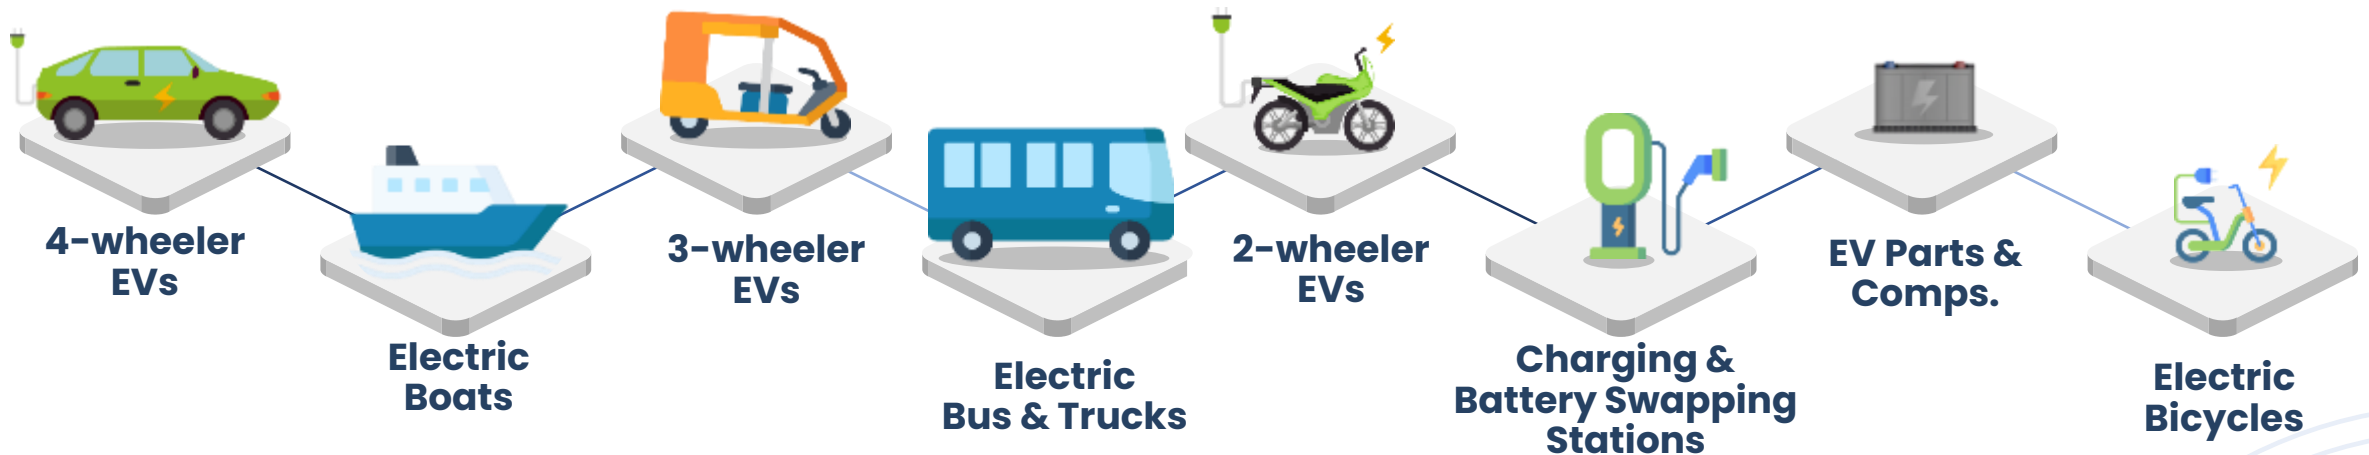 4-wheeler
EVs
Electric
Boats
3-wheeler
EVs
Electric
Bus & Trucks
2-wheeler
EVs
Charging &
Battery Swapping
Stations
EV Parts &
Comps.
Electric
Bicycles